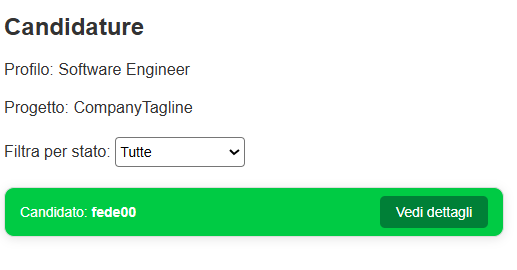 Candidature
Profilo: Software Engineer
Progetto: CompanyTagline
Filtra per stato: Tutte
Candidato: fede00 Vedi dettagli